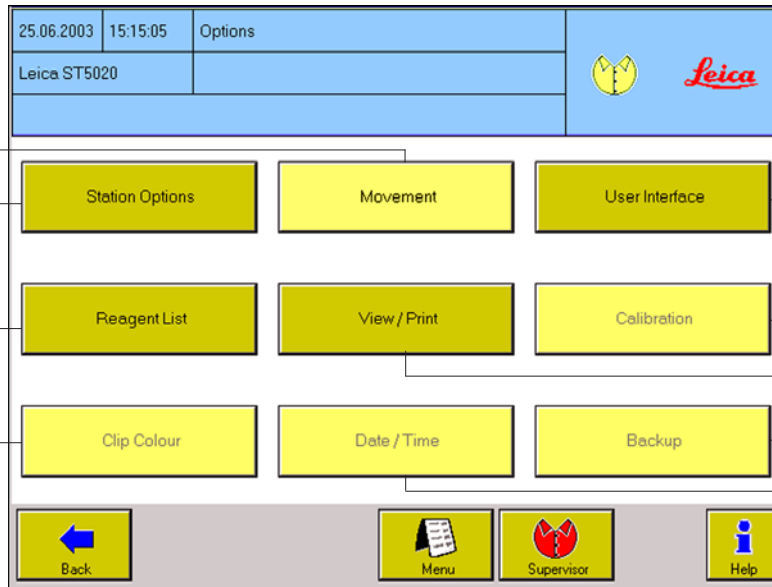 25.06.2003 15:15:05 Options
Leica ST5020
Leica
Station Options Movement User Interface
Reagent List View / Print Calibration
Clip Colour Date / Time Backup
Back Menu Supervisor Help